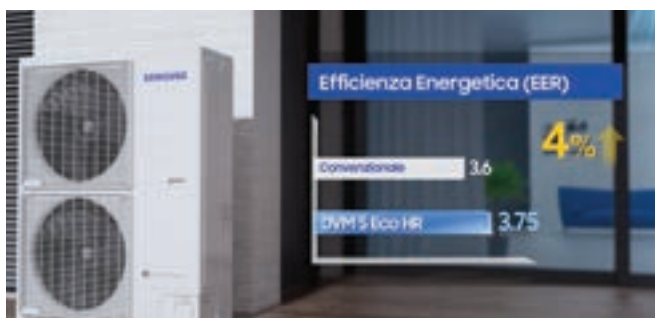 SAMSUNG
Efficienza Energetica (EER)
4%
Convenzionale 3.6
DVM S Eco HR 3.75